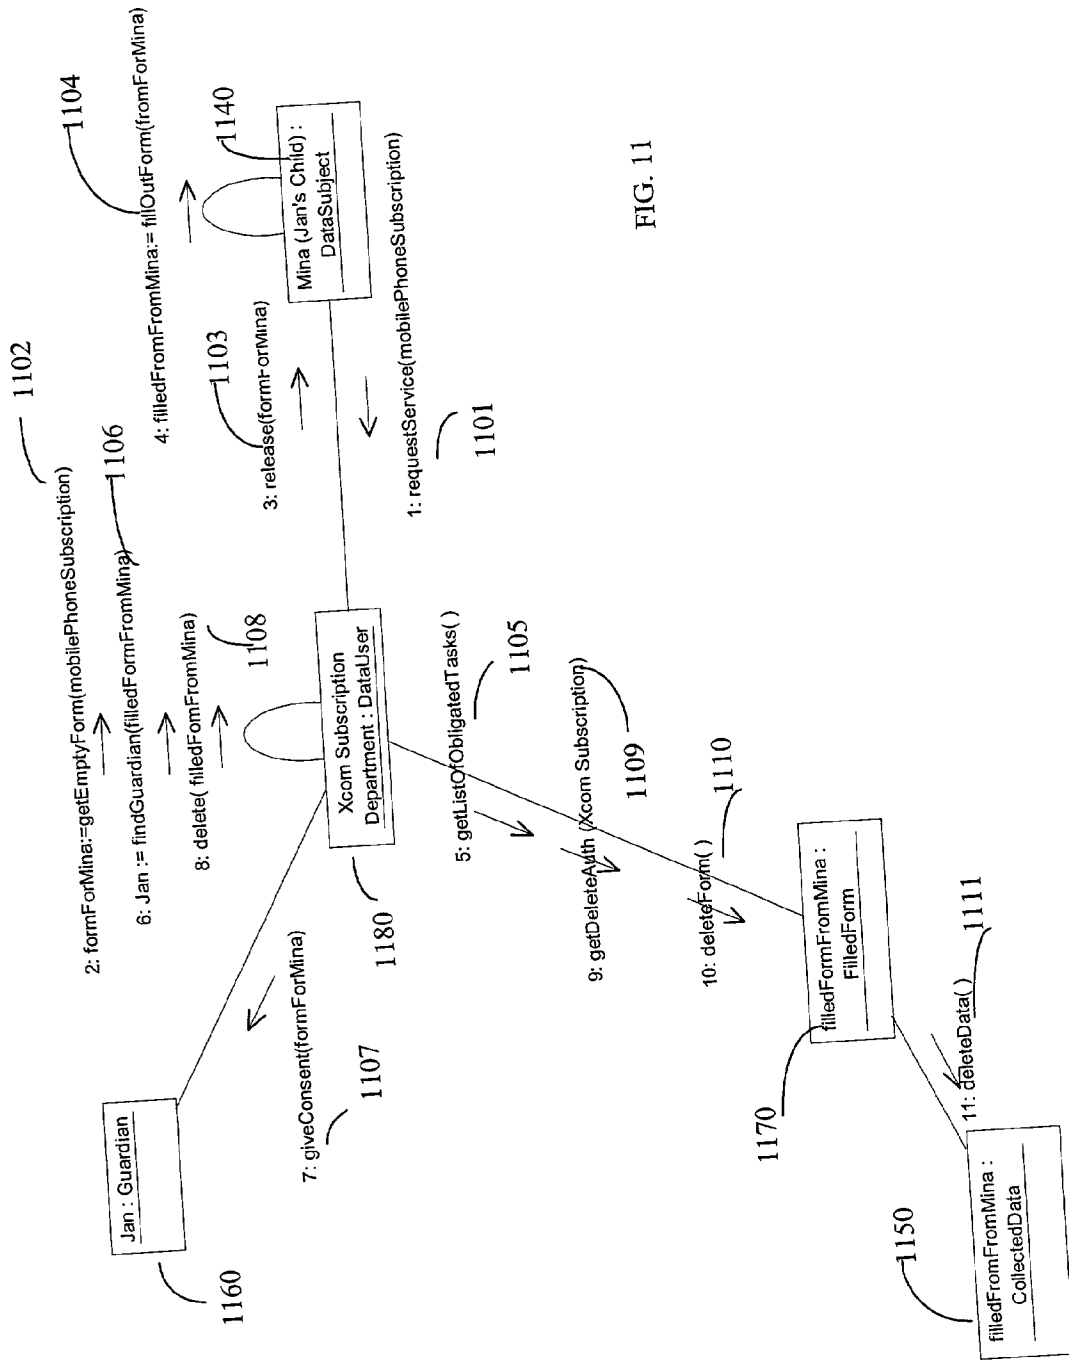 1102
2: formForMina:=getEmptyForm(mobilePhoneSubscription)
1106
6: Jan := findGuardian(filledFormFromMina)
8: delete( filledFomFromMina)
1108
1104
4: filledFromFromMina:= fillOutForm(fromForMina)
1103
3: release(formForMina)
1140
Mina (Jan's Child) :
DataSubject
1: requestService(mobilePhoneSubscription)
1101
Jan : Guardian
1160
7: giveConsent(formForMina)
1107
Xcom Subscription
Department : DataUser
1180
5: getListOfObligatedTasks( )
1105
9: getDeleteAuth (Xcom Subscription)
1109
10: deleteForm( )
1110
filledFormFromMina :
FilledForm
1170
11: deleteData( )
1111
filledFromFromMina :
CollectedData
1150
FIG. 11